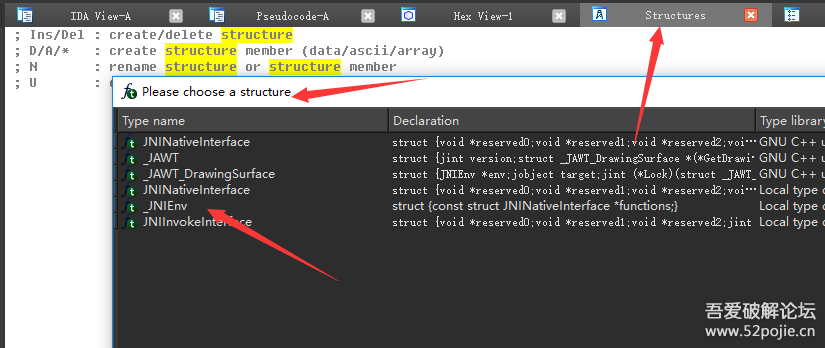 IDA View-A Pseudocode-A Hex View-1 Structures
; Ins/Del : create/delete structure
; D/A/* : create structure member (data/ascii/array)
; N : rename structure or structure member
; U :
Please choose a structure
Type name Declaration Type library
JNINativeInterface struct {void *reserved0;void *reserved1;void *reserved2;voi… GNU C++ u
_JAWT struct {jint version;struct _JAWT_DrawingSurface *(*GetDrawi… GNU C++ u
_JAWT_DrawingSurface struct {JNIEnv *env;jobject target;jint (*Lock)(struct _JAWT_… GNU C++ u
JNINativeInterface struct {void *reserved0;void *reserved1;void *reserved2;voi… Local type d
_JNIEnv struct {const struct JNINativeInterface *functions;} Local type d
JNIInvokeInterface struct {void *reserved0;void *reserved1;void *reserved2;jint Local type d
吾爱破解论坛
www.52pojie.cn